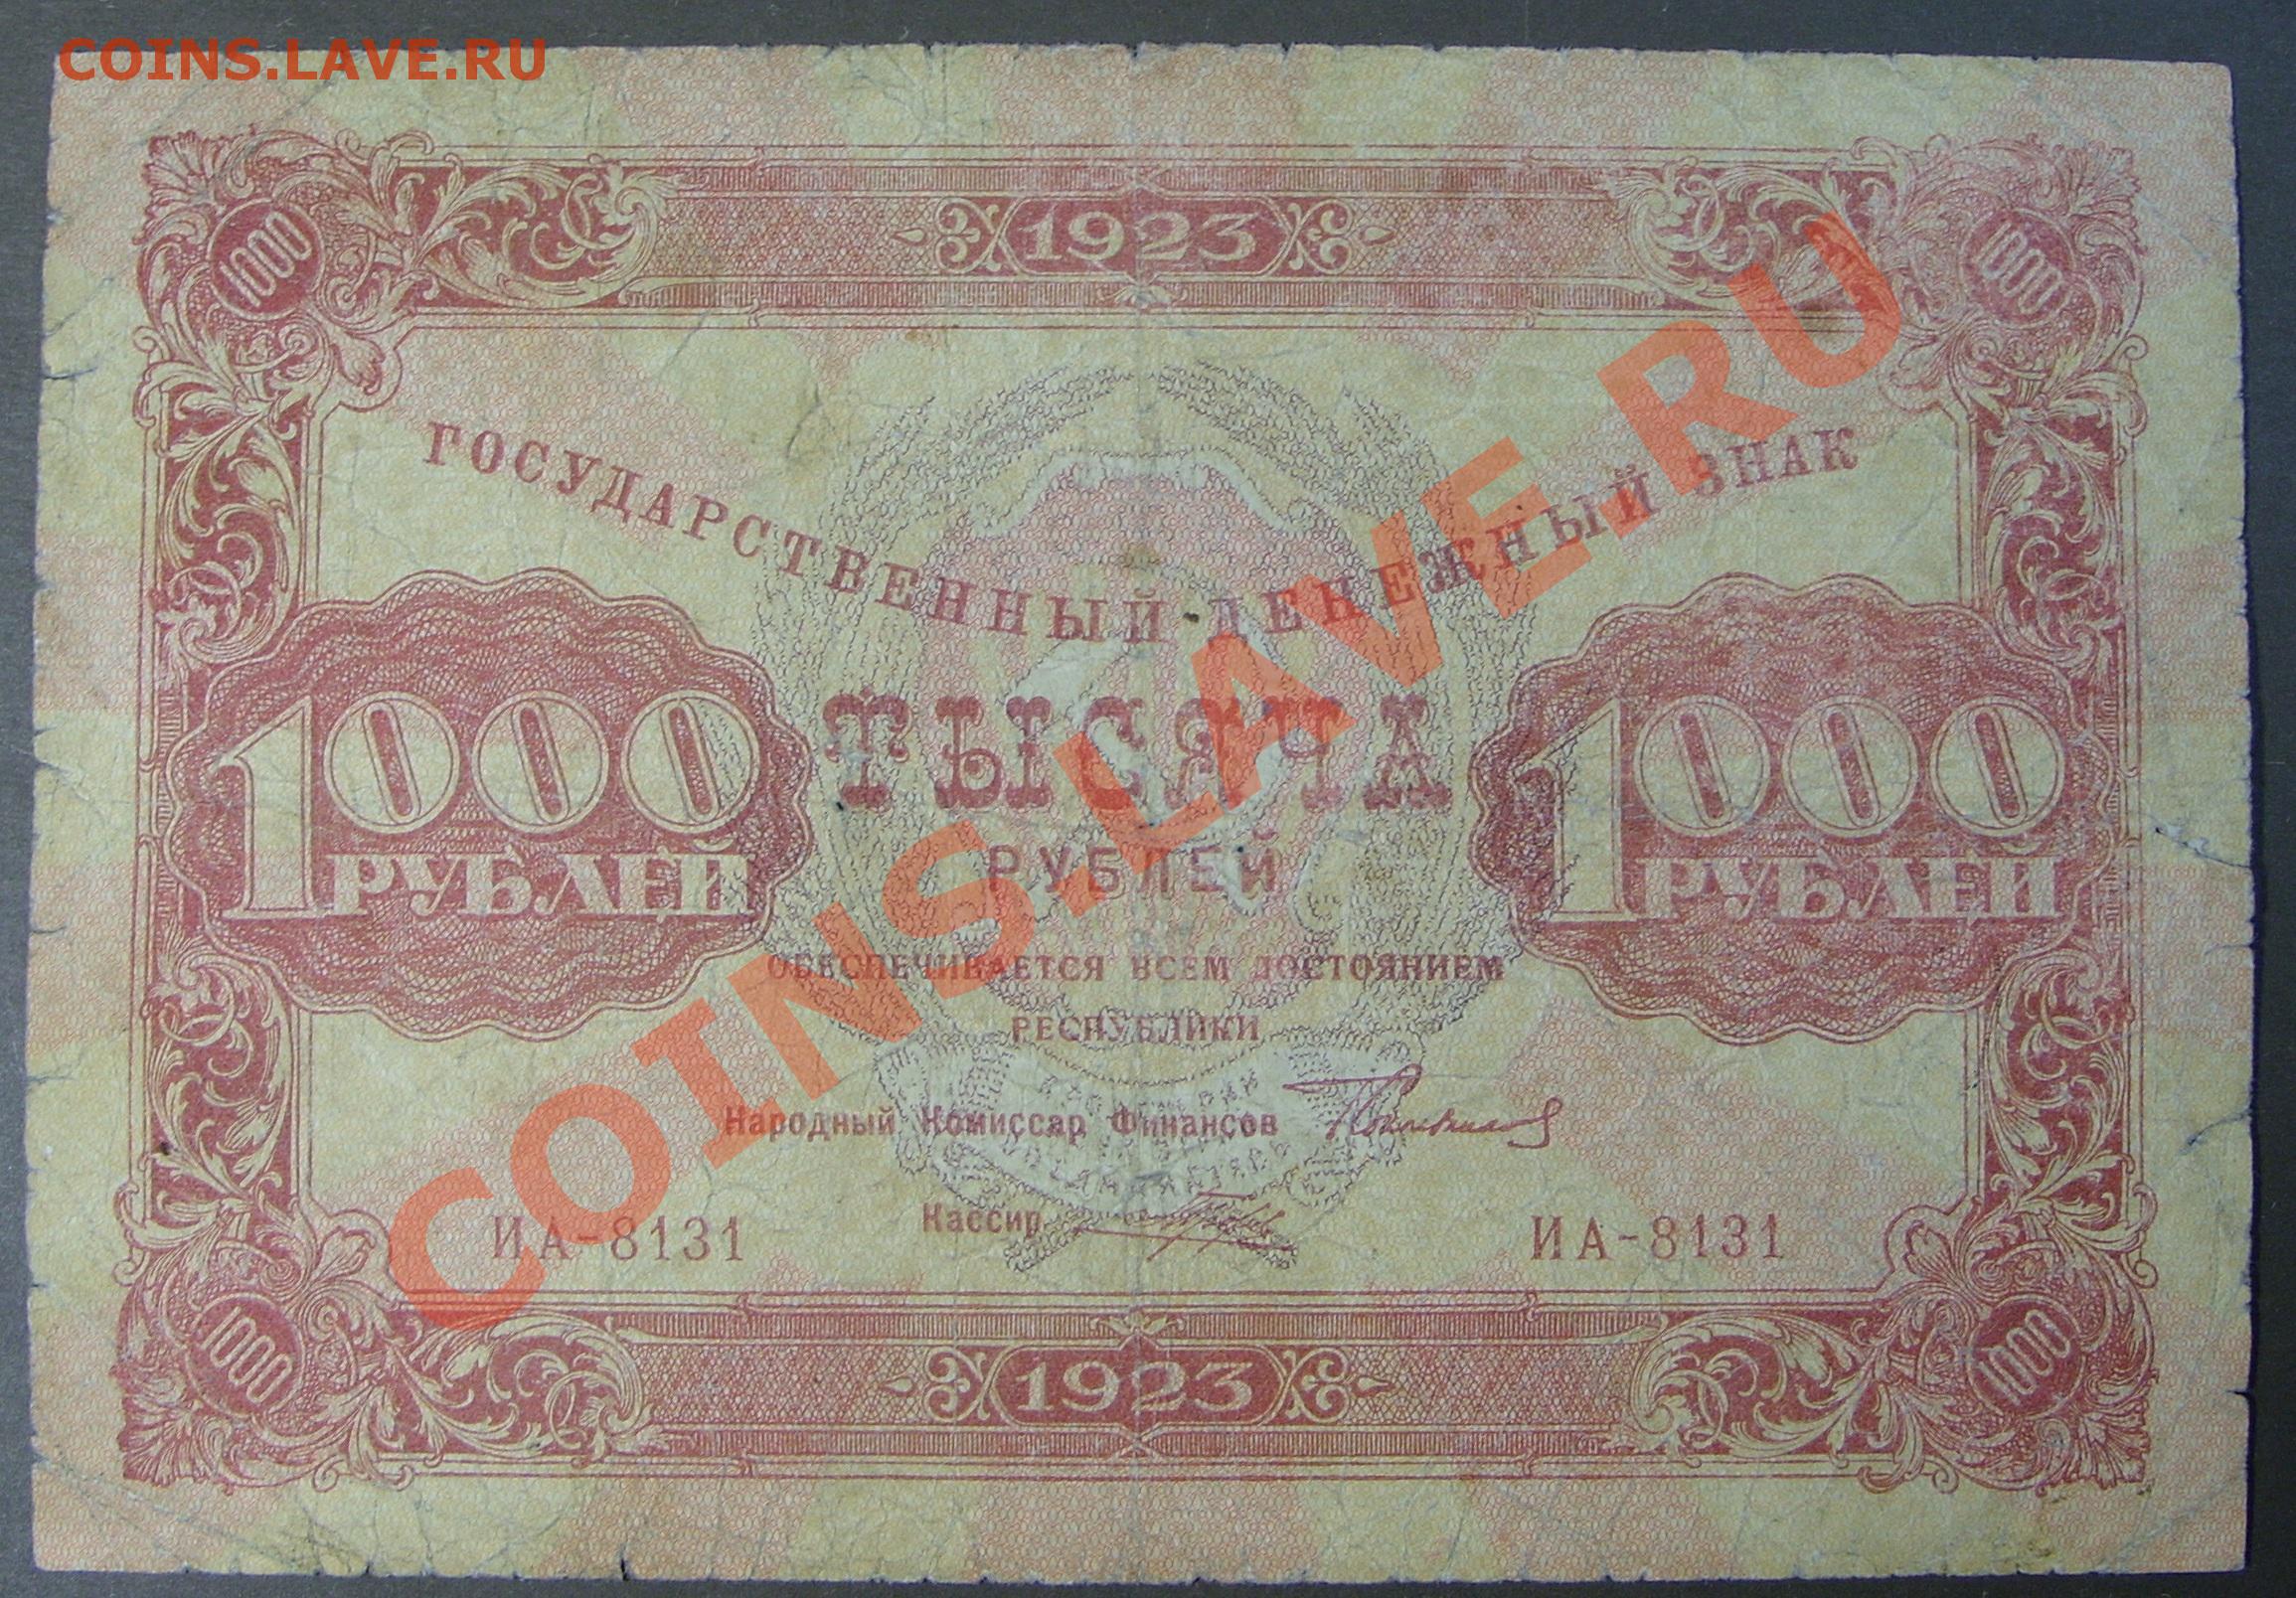 COINS.LAVE.RU
1923
1000
1000
ГОСУДАРСТВЕННЫЙ ДЕНЕЖНЫЙ ЗНАК
1000 РУБЛЕЙ
ТЫСЯЧА
РУБЛЕЙ
1000 РУБЛЕЙ
ОБЕСПЕЧИВАЕТСЯ ВСЕМ ДОСТОЯНИЕМ
РЕСПУБЛИКИ
Народный Комиссар Финансов
Кассир
ИА-8131
ИА-8131
1000
1923
1000
COINS.LAVE.RU